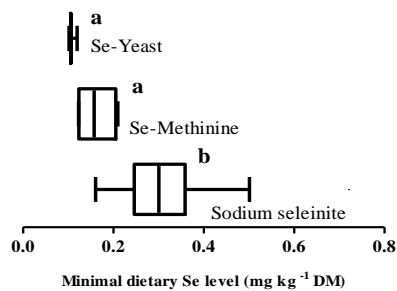 a
Se-Yeast
a
Se-Methinine
b
Sodium seleinite
0.0 0.2 0.4 0.6 0.8
Minimal dietary Se level (mg kg -1 DM)